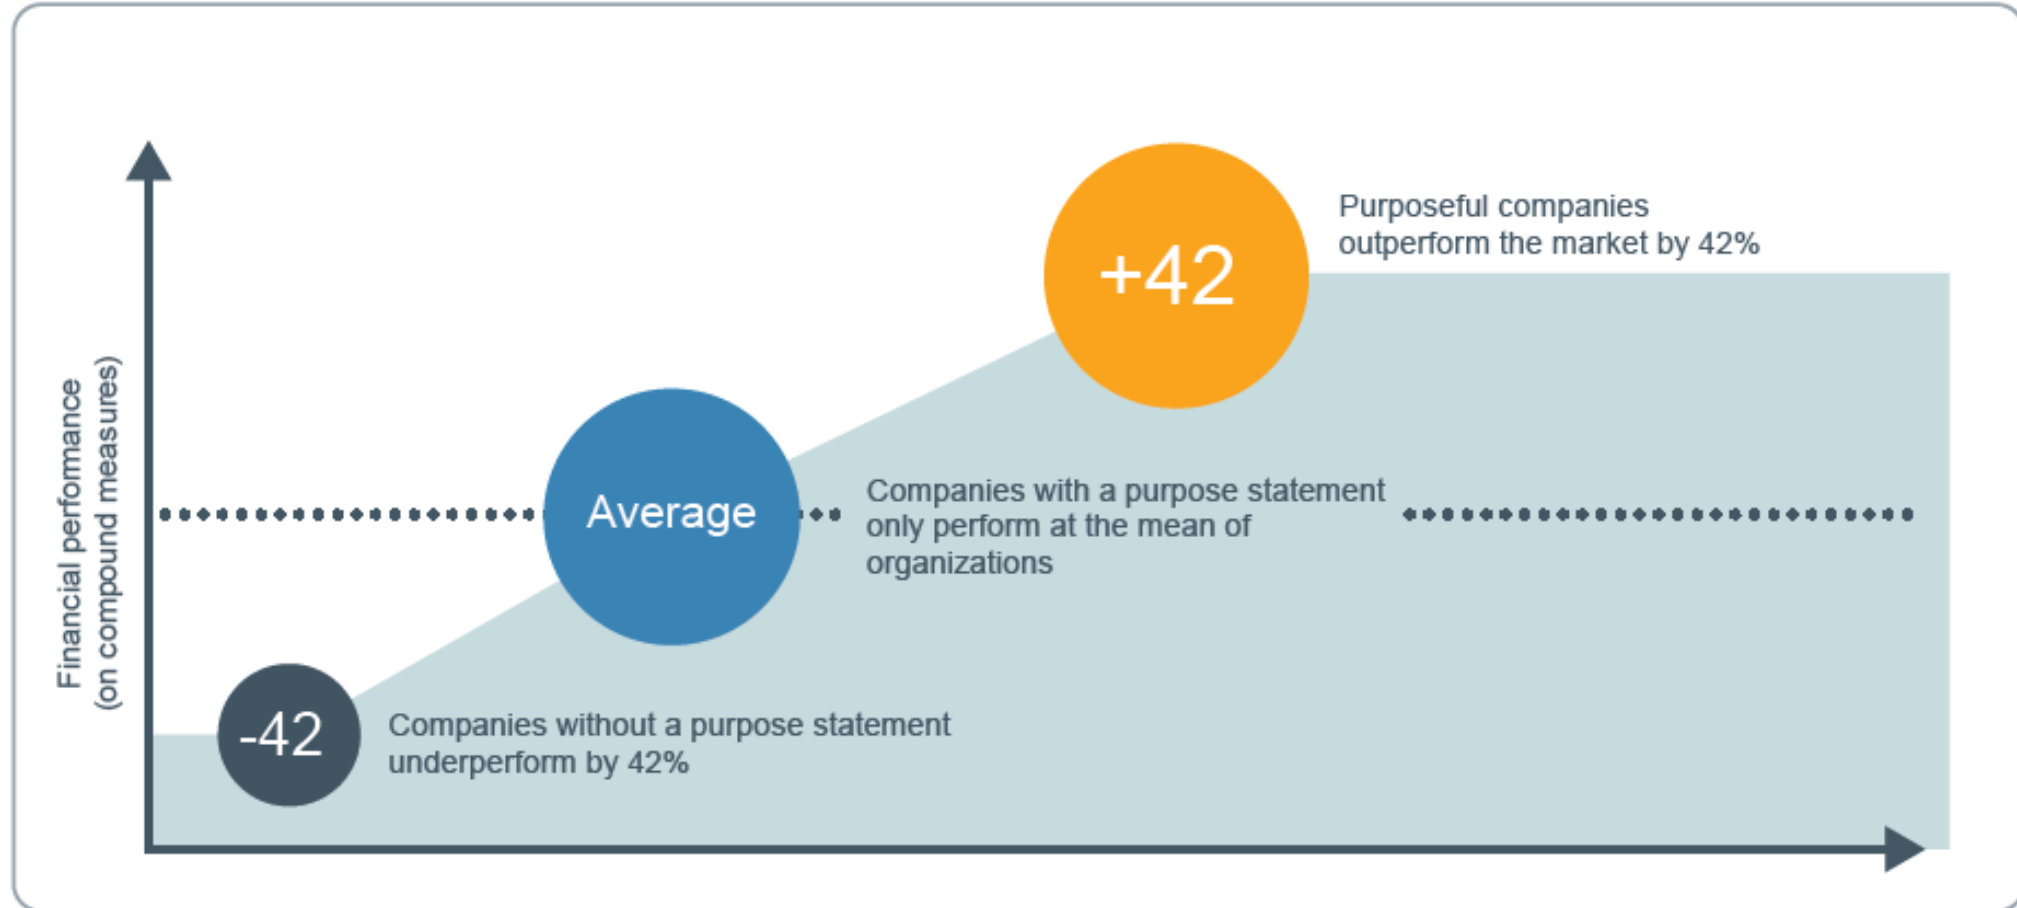 Purposeful companies
outperform the market by 42%
+42
Financial performance
(on compound measures)
Average
Companies with a purpose statement
only perform at the mean of
organizations
-42
Companies without a purpose statement
underperform by 42%